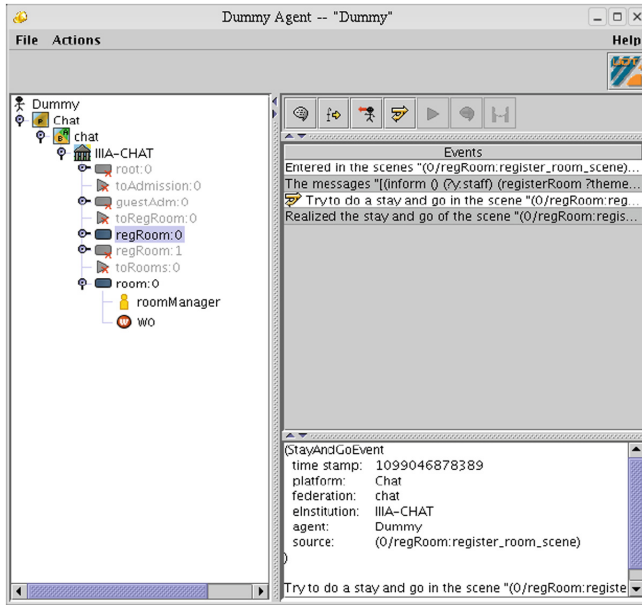 Dummy Agent -- "Dummy"
File Actions Help
Dummy
Chat
chat
IIIA-CHAT
root:0
toAdmission:0
guestAdm:0
toRegRoom:0
regRoom:0
regRoom:1
toRooms:0
room:0
roomManager
w0
Events
Entered in the scenes "(0/regRoom:register_room_scene)...
The messages "[(inform () (?y:staff) (registerRoom ?theme...
Try to do a stay and go in the scene "(0/regRoom:reg...
Realized the stay and go of the scene "(0/regRoom:regis...
(StayAndGoEvent
time stamp: 1099046878389
platform: Chat
federation: chat
eInstitution: IIIA-CHAT
agent: Dummy
source: (0/regRoom:register_room_scene)
)
Try to do a stay and go in the scene "(0/regRoom:registe